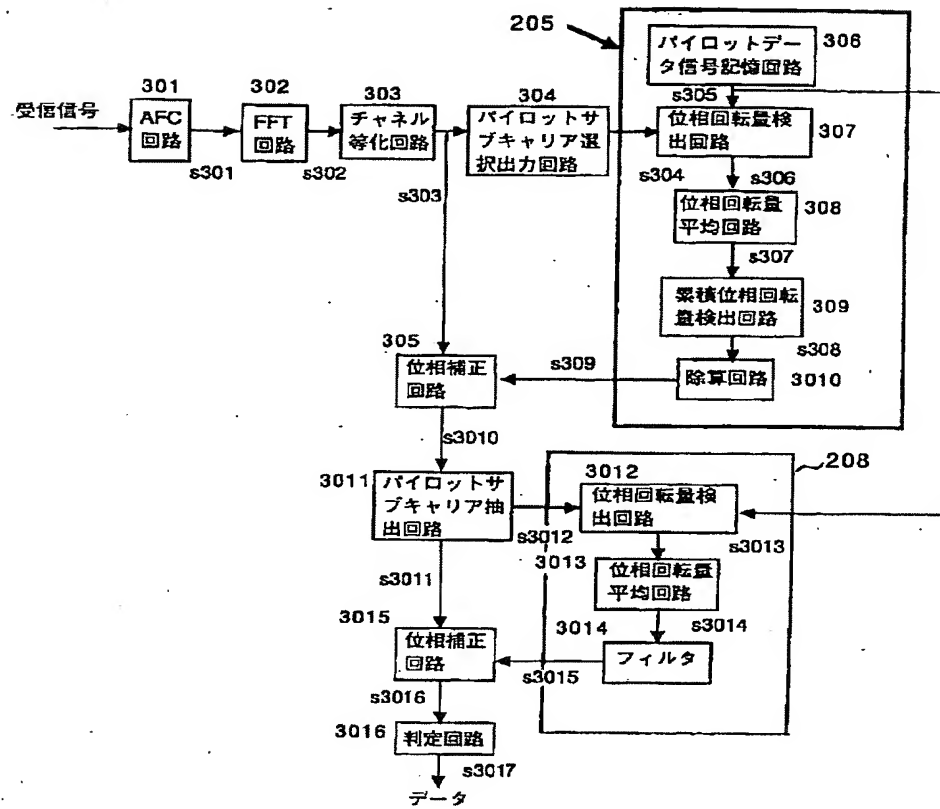 205
パイロットデー
タ信号記憶回路
306
s305
受信信号
301
AFC
回路
s301
302
FFT
回路
s302
303
チャネル
等化回路
s303
304
パイロットサ
ブキャリア選
択出力回路
位相回転量検
出回路
307
s304
s306
位相回転量
平均回路
308
s307
累積位相回転
量検出回路
309
s308
除算回路
3010
s309
305
位相補正
回路
s3010
208
3011
パイロットサ
ブキャリア抽
出回路
s3012
3012
位相回転量検
出回路
s3013
3013
位相回転量
平均回路
s3011
s3014
3014
フィルタ
s3015
3015
位相補正
回路
s3016
3016
判定回路
s3017
データ